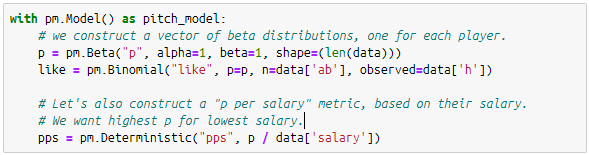 with pm.Model() as pitch_model:
    # we construct a vector of beta distributions, one for each player.
    p = pm.Beta("p", alpha=1, beta=1, shape=(len(data)))
    like = pm.Binomial("like", p=p, n=data['ab'], observed=data['h'])

    # Let's also construct a "p per salary" metric, based on their salary.
    # We want highest p for lowest salary.
    pps = pm.Deterministic("pps", p / data['salary'])